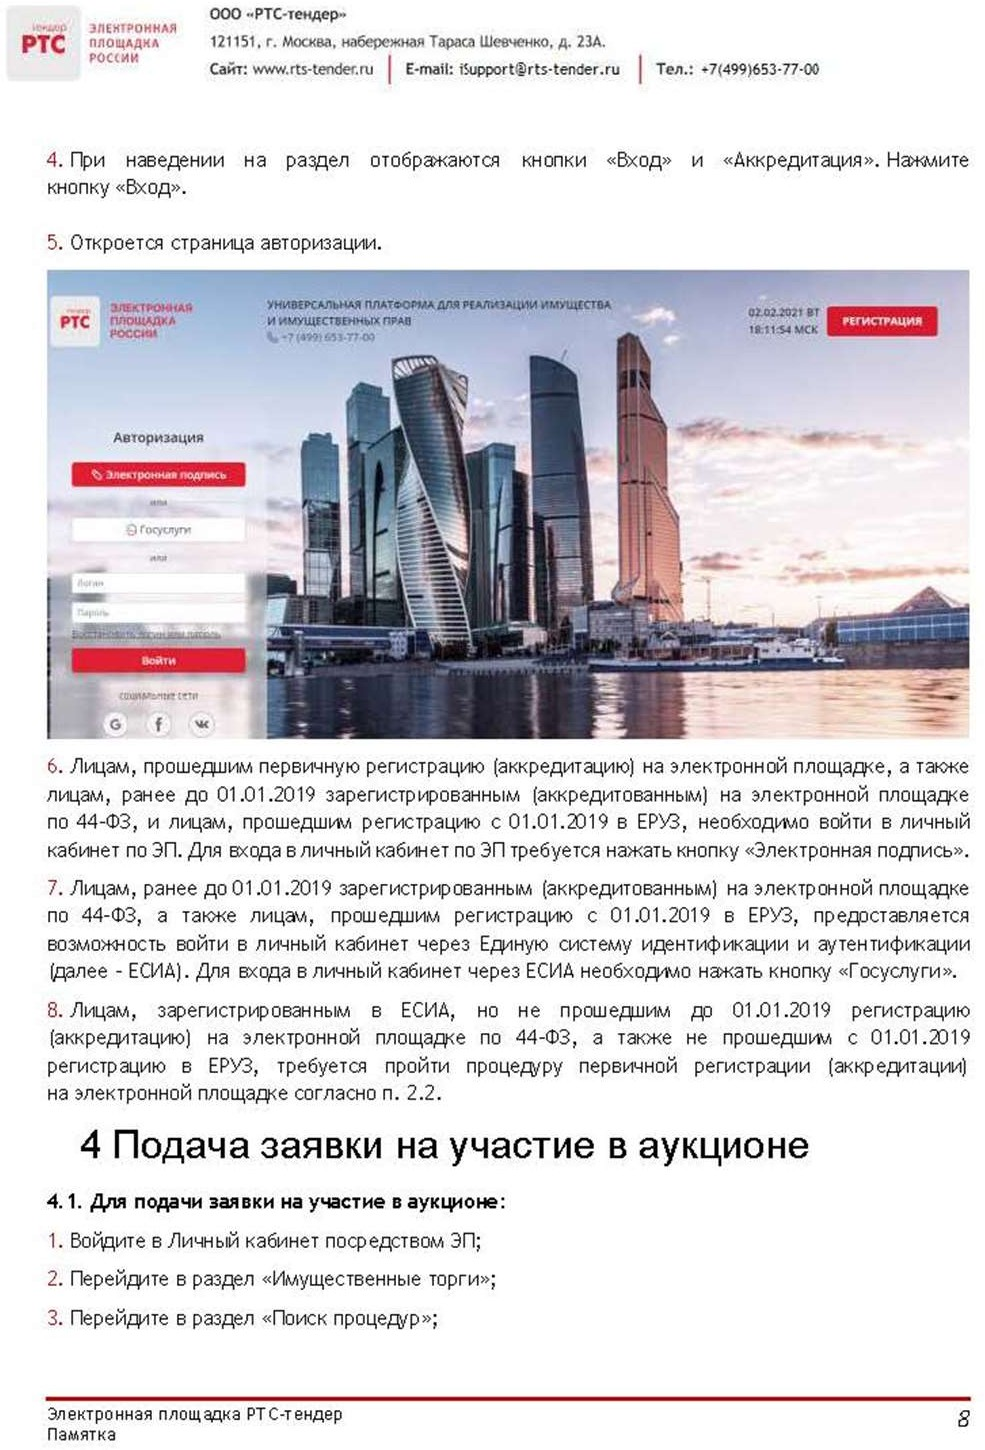 ООО «РТС-тендер»
тендер
РТС
ЭЛЕКТРОННАЯ
ПЛОЩАДКА
РОССИИ
121151, г. Москва, набережная Тараса Шевченко, д. 23А.
Сайт: www.rts-tender.ru | E-mail: iSupport@rts-tender.ru | Тел.: +7(499)653-77-00
4. При наведении на раздел отображаются кнопки «Вход» и «Аккредитация». Нажмите
кнопку «Вход».
5. Откроется страница авторизации.
тендер
РТС
ЭЛЕКТРОННАЯ
ПЛОЩАДКА
РОССИИ
УНИВЕРСАЛЬНАЯ ПЛАТФОРМА ДЛЯ РЕАЛИЗАЦИИ ИМУЩЕСТВА
И ИМУЩЕСТВЕННЫХ ПРАВ
+7 (499) 653-77-00
02.02.2021 ВТ
18:11:54 МСК
РЕГИСТРАЦИЯ
Авторизация
Электронная подпись
или
Госуслуги
или
Логин
Пароль
Восстановить логин или пароль
Войти
социальные сети
G f
6. Лицам, прошедшим первичную регистрацию (аккредитацию) на электронной площадке, а также
лицам, ранее до 01.01.2019 зарегистрированным (аккредитованным) на электронной площадке
по 44-ФЗ, и лицам, прошедшим регистрацию с 01.01.2019 в ЕРУЗ, необходимо войти в личный
кабинет по ЭП. Для входа в личный кабинет по ЭП требуется нажать кнопку «Электронная подпись».
7. Лицам, ранее до 01.01.2019 зарегистрированным (аккредитованным) на электронной площадке
по 44-ФЗ, а также лицам, прошедшим регистрацию с 01.01.2019 в ЕРУЗ, предоставляется
возможность войти в личный кабинет через Единую систему идентификации и аутентификации
(далее - ЕСИА). Для входа в личный кабинет через ЕСИА необходимо нажать кнопку «Госуслуги».
8. Лицам, зарегистрированным в ЕСИА, но не прошедшим до 01.01.2019 регистрацию
(аккредитацию) на электронной площадке по 44-ФЗ, а также не прошедшим с 01.01.2019
регистрацию в ЕРУЗ, требуется пройти процедуру первичной регистрации (аккредитации)
на электронной площадке согласно п. 2.2.
4 Подача заявки на участие в аукционе
4.1. Для подачи заявки на участие в аукционе:
1. Войдите в Личный кабинет посредством ЭП;
2. Перейдите в раздел «Имущественные торги»;
3. Перейдите в раздел «Поиск процедур»;
Электронная площадка РТС-тендер
Памятка
8